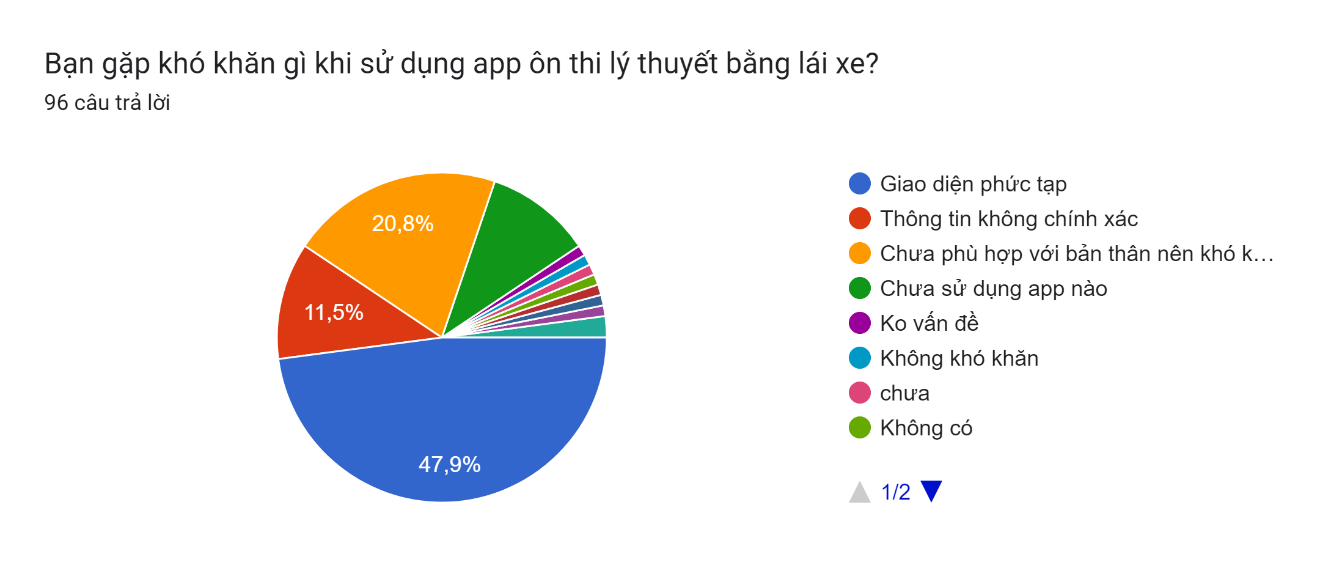 Bạn gặp khó khăn gì khi sử dụng app ôn thi lý thuyết bằng lái xe?
96 câu trả lời
20,8%
11,5%
47,9%
Giao diện phức tạp
Thông tin không chính xác
Chưa phù hợp với bản thân nên khó k...
Chưa sử dụng app nào
Ko vấn đề
Không khó khăn
chưa
Không có
1/2